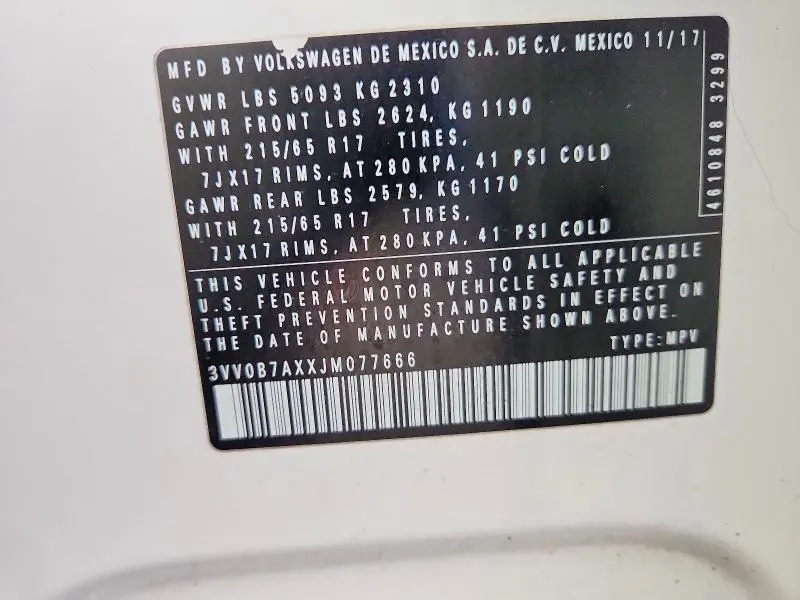 MFD BY VOLKSWAGEN DE MEXICO S.A. DE C.V. MEXICO 11/17
GVWR LBS 5093 KG 2310
GAWR FRONT LBS 2624, KG 1190
WITH 215/65 R17 TIRES,
7JX17 RIMS, AT 280 KPA, 41 PSI COLD
GAWR REAR LBS 2579, KG 1170
WITH 215/65 R17 TIRES,
7JX17 RIMS, AT 280 KPA, 41 PSI COLD
THIS VEHICLE CONFORMS TO ALL APPLICABLE
U.S. FEDERAL MOTOR VEHICLE SAFETY AND
THEFT PREVENTION STANDARDS IN EFFECT ON
THE DATE OF MANUFACTURE SHOWN ABOVE.
TYPE: MPV
3VV0B7AXXJM077666
4610848 3299